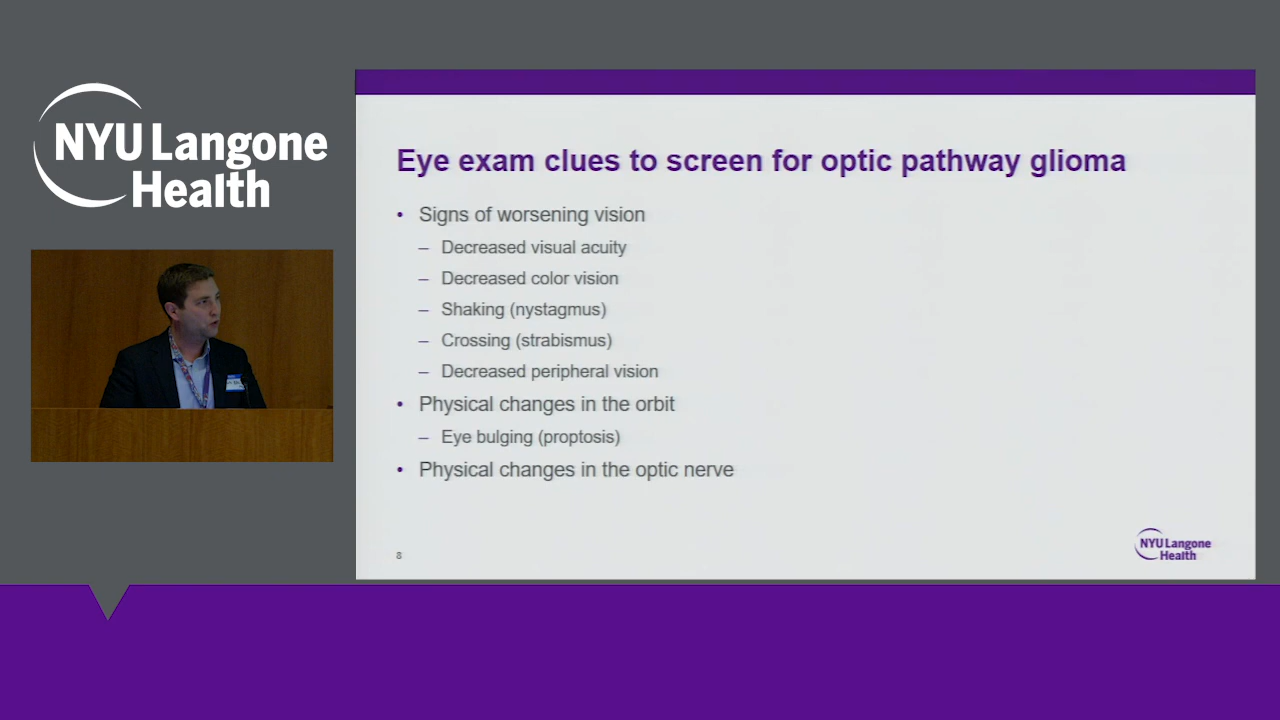 NYU Langone
Health
Eye exam clues to screen for optic pathway glioma
• Signs of worsening vision
– Decreased visual acuity
– Decreased color vision
– Shaking (nystagmus)
– Crossing (strabismus)
– Decreased peripheral vision
• Physical changes in the orbit
– Eye bulging (proptosis)
• Physical changes in the optic nerve
8
NYU Langone
Health